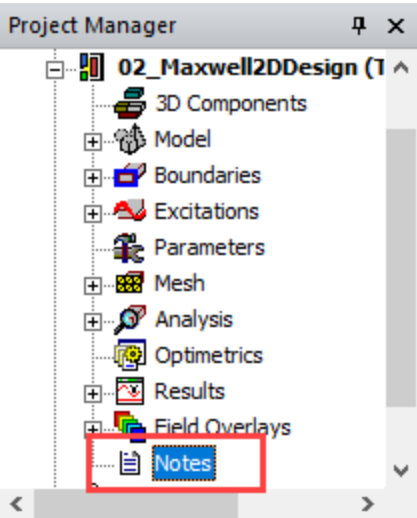 Project Manager
02_Maxwell2DDesign (T
3D Components
Model
Boundaries
Excitations
Parameters
Mesh
Analysis
Optimetrics
Results
Field Overlays
Notes